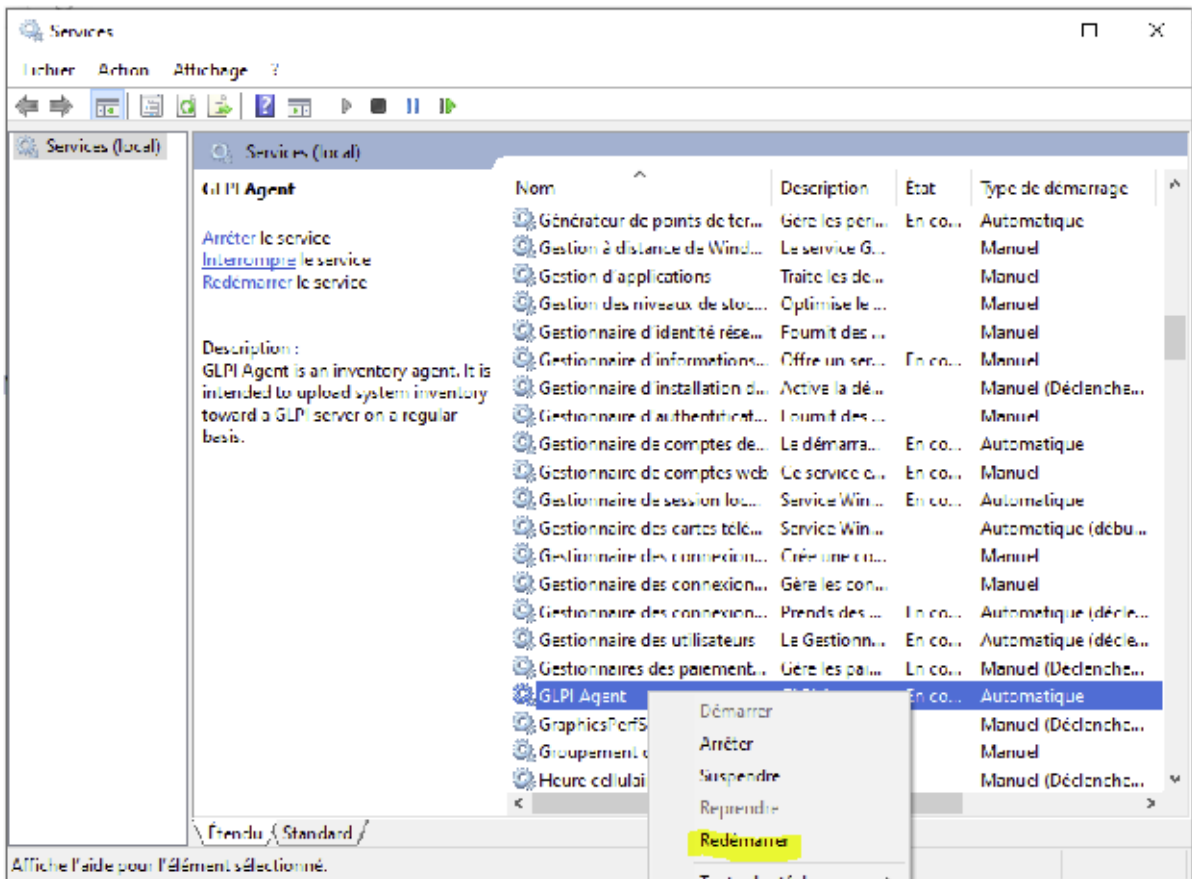 Services
Fichier Action Affichage ?
Services (local)
Services (local)
GLPI Agent
Arrêter le service
Interrompre le service
Redémarrer le service
Description :
GLPI Agent is an inventory agent. It is
intended to upload system inventory
toward a GLPI server on a regular
basis.
Nom Description État Type de démarrage
Générateur de points de ter... Gère les péri... En co... Automatique
Gestion à distance de Wind... Le service G... Manuel
Gestion d'applications Traite les de... Manuel
Gestion des niveaux de stoc... Optimise le ... Manuel
Gestionnaire d'identité rése... Fournit des ... Manuel
Gestionnaire d'informations... Offre un ser... En co... Manuel
Gestionnaire d'installation d... Active la dé... Manuel (Déclenche...
Gestionnaire d'authentificat... Fournit des ... Manuel
Gestionnaire de comptes de... Le démarra... En co... Automatique
Gestionnaire de comptes web Ce service e... En co... Manuel
Gestionnaire de session loc... Service Win... En co... Automatique
Gestionnaire des cartes télé... Service Win... Automatique (débu...
Gestionnaire des connexion... Crée une co... Manuel
Gestionnaire des connexion... Gère les con... Manuel
Gestionnaire des connexion... Prends des ... En co... Automatique (décle...
Gestionnaire des utilisateurs Le Gestionn... En co... Automatique (décle...
Gestionnaires des paiement... Gère les pai... En co... Manuel (Déclenche...
GLPI Agent En co... Automatique
GraphicsPerfS Manuel (Déclenche...
Groupement Manuel
Heure cellulai Manuel (Déclenche...
Démarrer
Arrêter
Suspendre
Reprendre
Redémarrer
Étendu Standard
Affiche l'aide pour l'élément sélectionné.